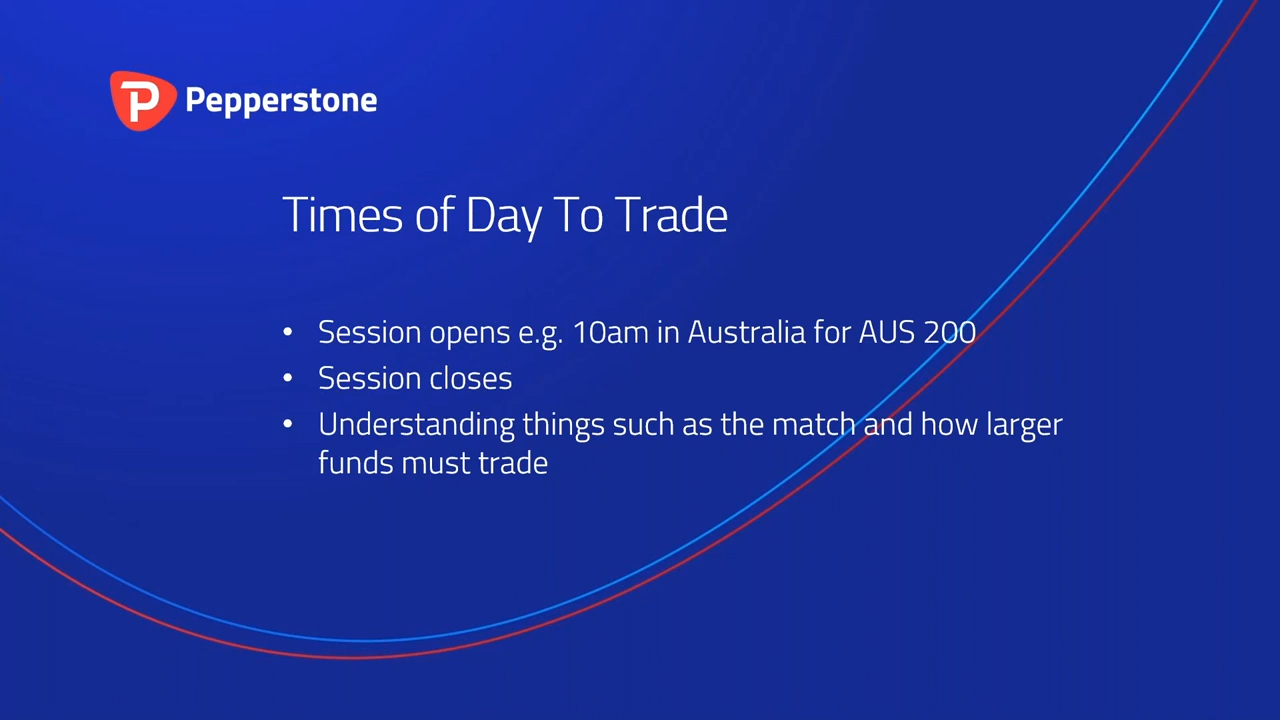 Pepperstone
Times of Day To Trade
• Session opens e.g. 10am in Australia for AUS 200
• Session closes
• Understanding things such as the match and how larger
funds must trade